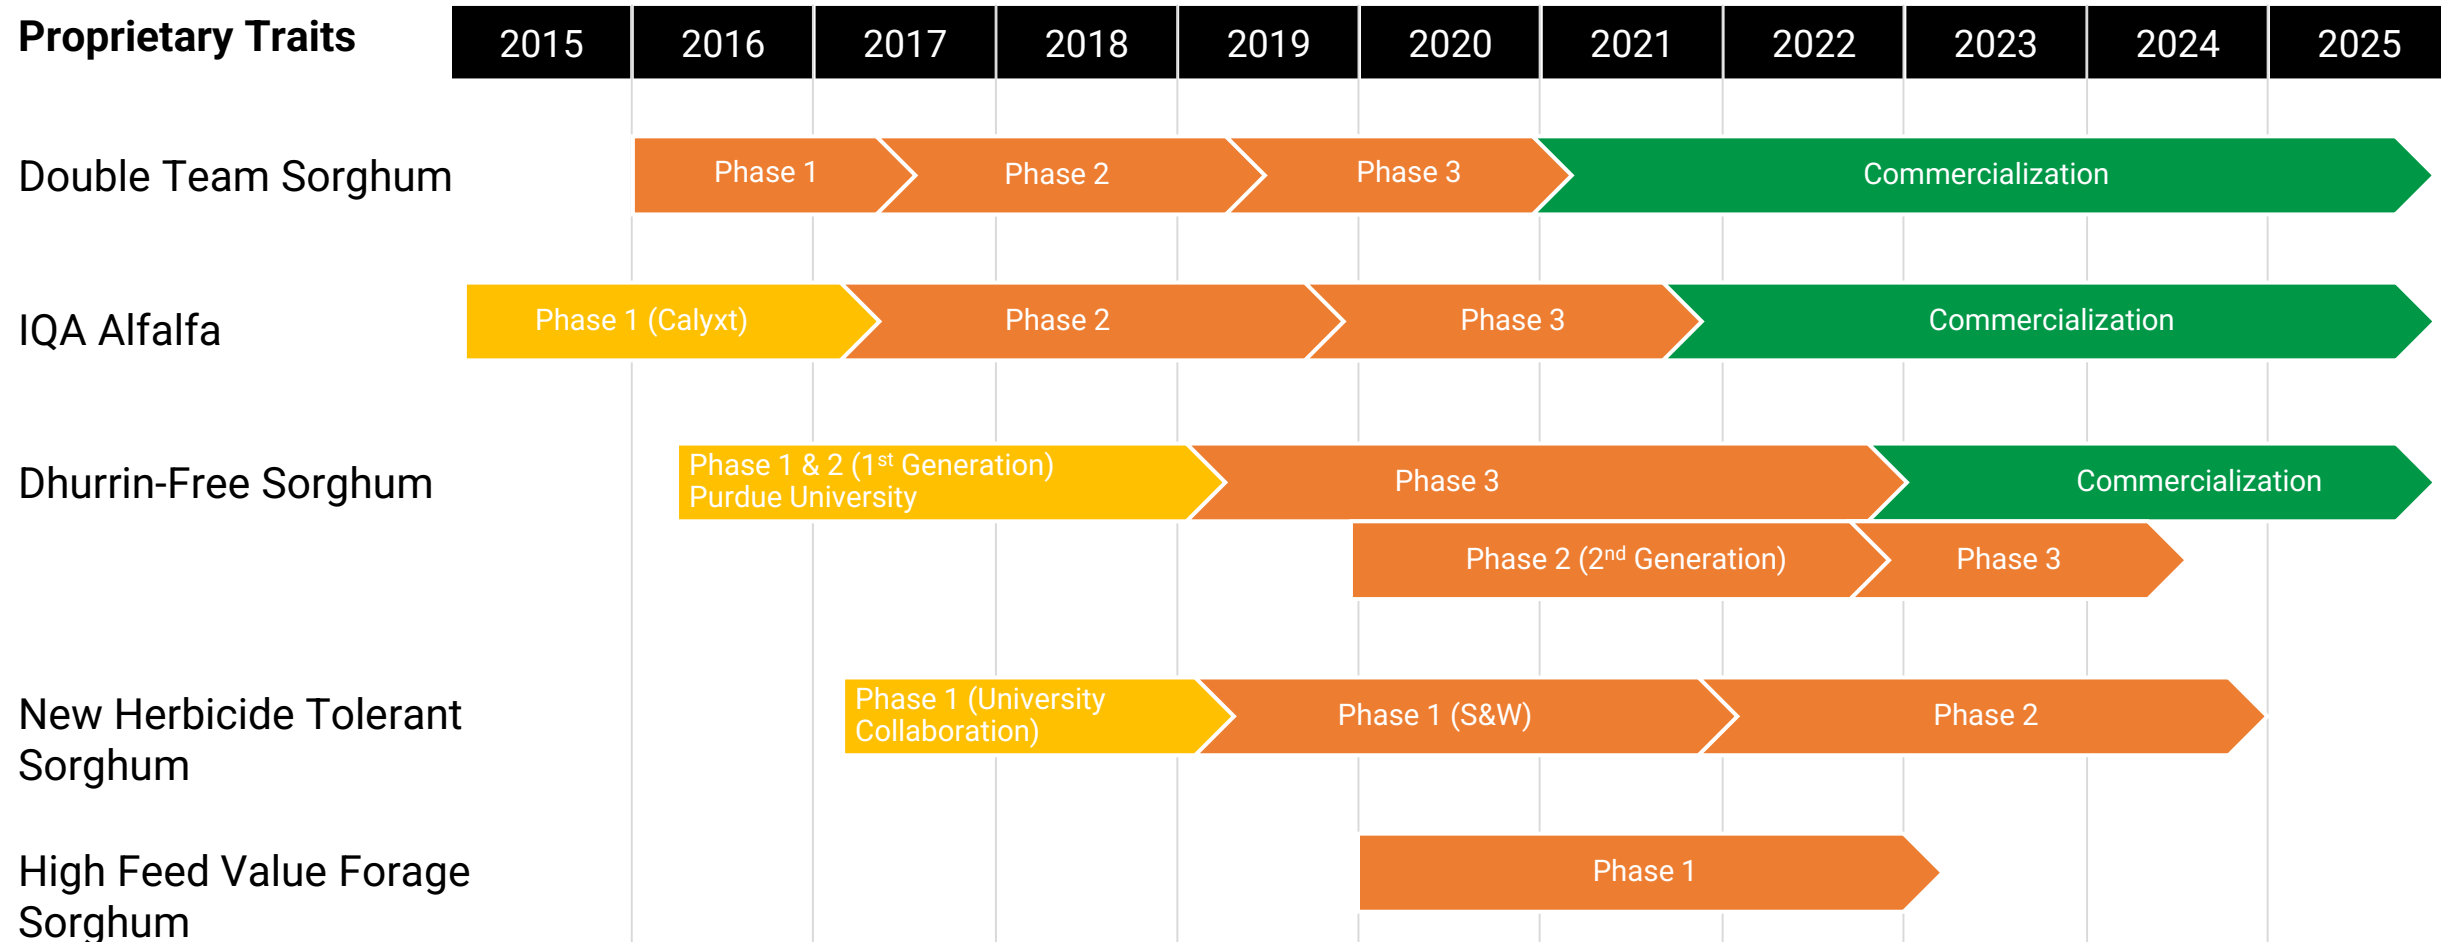 Proprietary Traits
2015 2016 2017 2018 2019 2020 2021 2022 2023 2024 2025
Double Team Sorghum
Phase 1
Phase 2
Phase 3
Commercialization
IQA Alfalfa
Phase 1 (Calyxt)
Phase 2
Phase 3
Commercialization
Dhurrin-Free Sorghum
Phase 1 & 2 (1st Generation)
Purdue University
Phase 3
Commercialization
Phase 2 (2nd Generation)
Phase 3
New Herbicide Tolerant
Sorghum
Phase 1 (University
Collaboration)
Phase 1 (S&W)
Phase 2
High Feed Value Forage
Sorghum
Phase 1